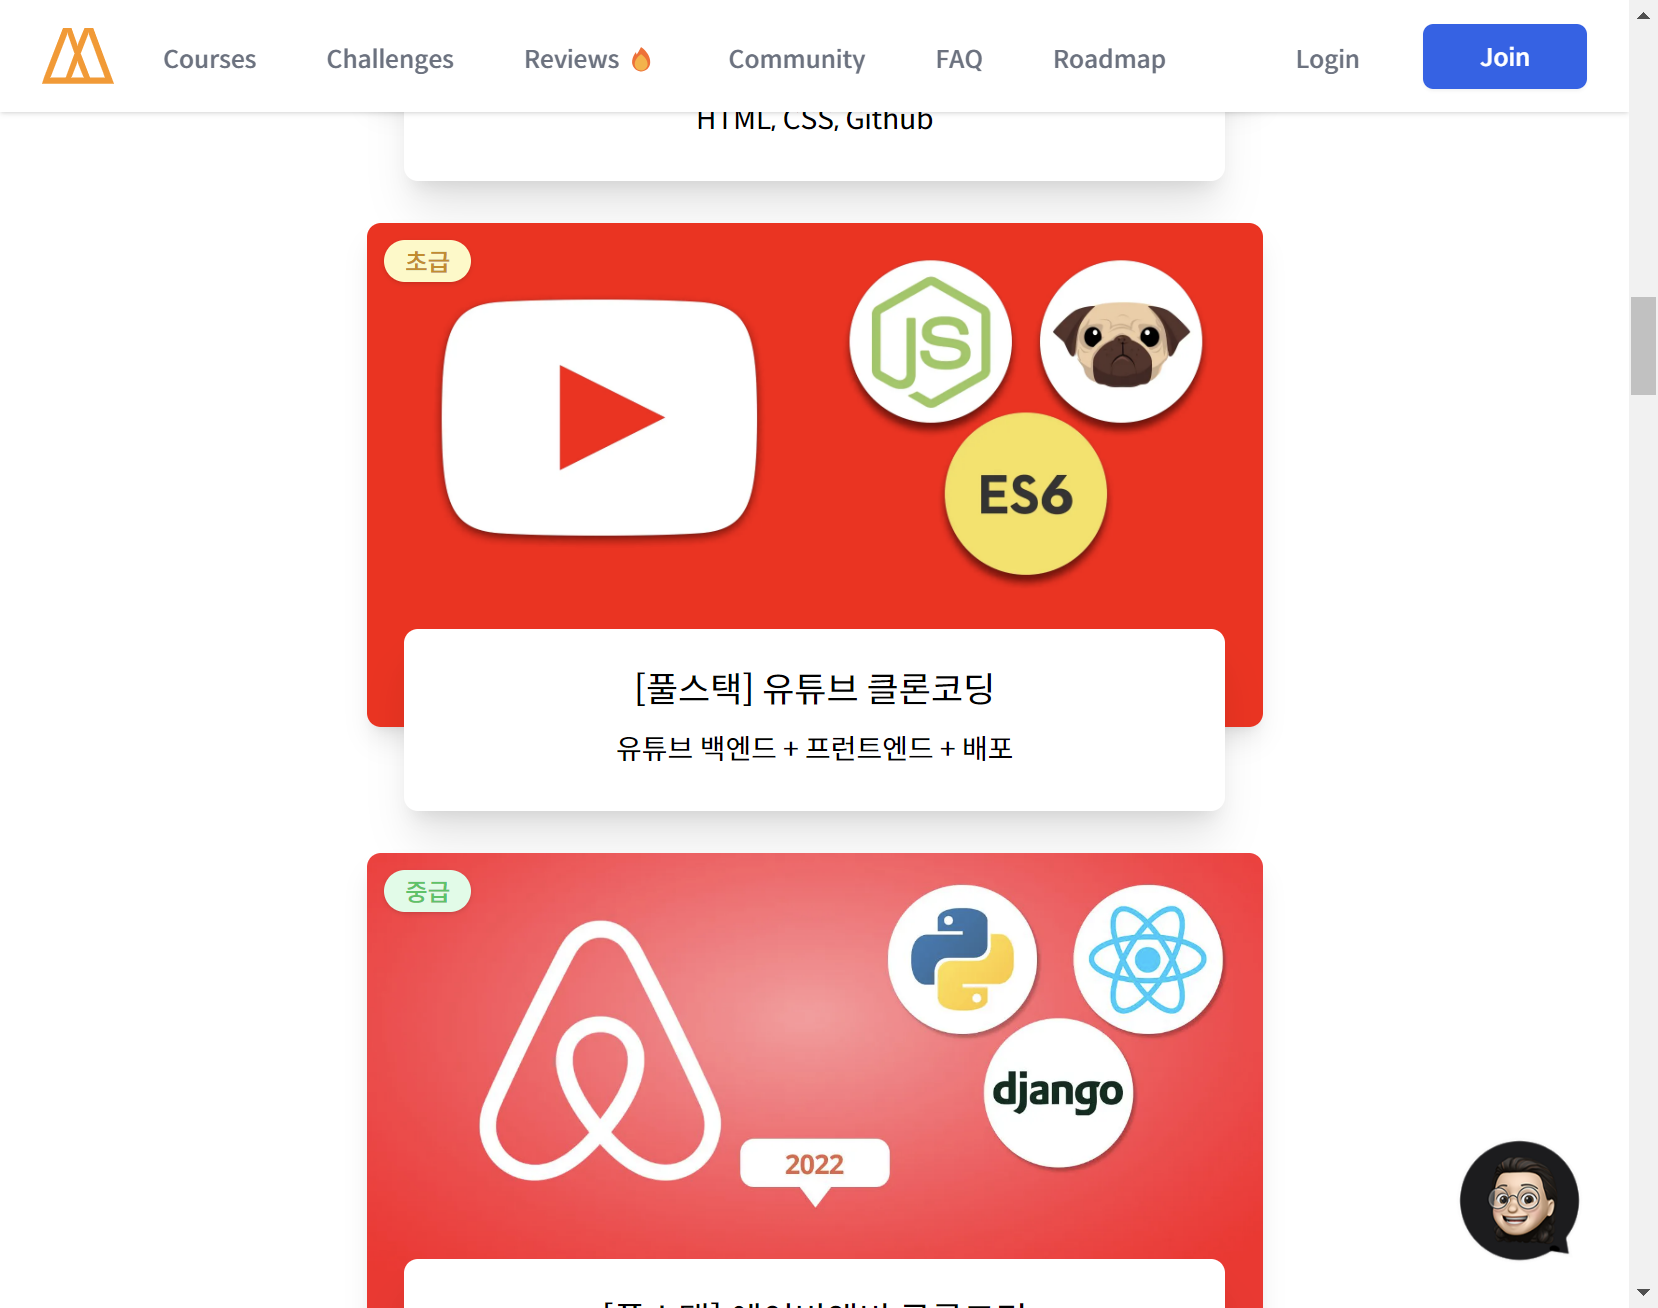 Courses Challenges Reviews Community FAQ Roadmap Login Join
HTML, CSS, Github
초급
JS
ES6
[풀스택] 유튜브 클론코딩
유튜브 백엔드 + 프런트엔드 + 배포
중급
django
2022